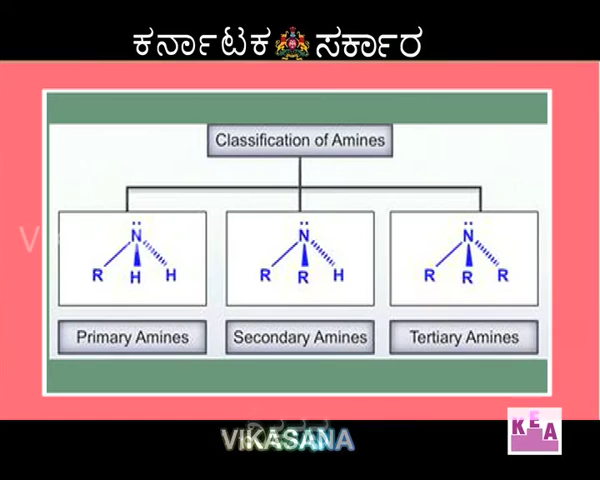 ಕರ್ನಾಟಕ ಸರ್ಕಾರ
Classification of Amines
N
R H H
N
R R H
N
R R R
Primary Amines Secondary Amines Tertiary Amines
VIKASANA
KEA